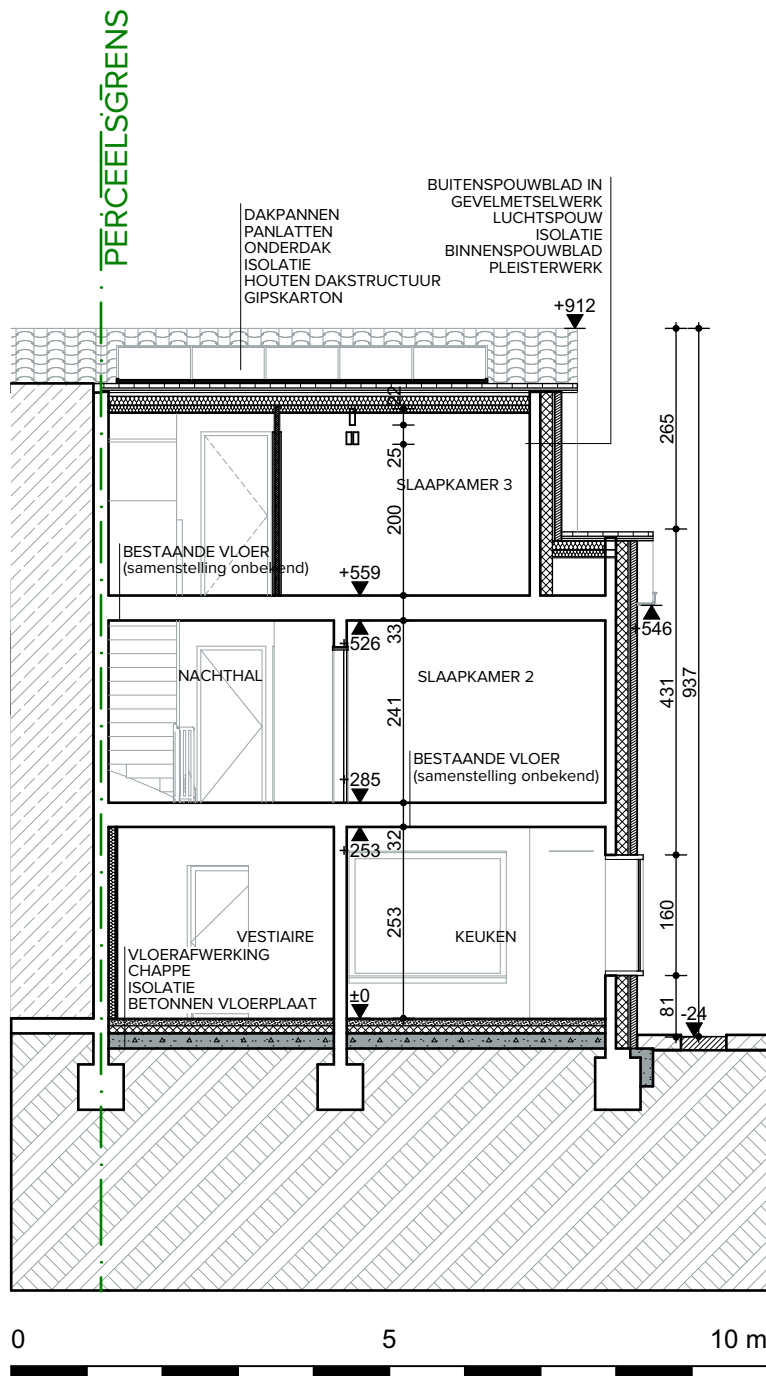 PERCEELSGRENS
BUITENSPOUWBLAD IN
GEVELMETSELWERK
LUCHTSPOUW
ISOLATIE
BINNENSPOUWBLAD
PLEISTERWERK
DAKPANNEN
PANLATTEN
ONDERDAK
ISOLATIE
HOUTEN DAKSTRUCTUUR
GIPSKARTON
+912
22
265
25
SLAAPKAMER 3
200
BESTAANDE VLOER
(samenstelling onbekend)
+559
33
+526
+546
NACHTHAL
SLAAPKAMER 2
431
937
241
BESTAANDE VLOER
(samenstelling onbekend)
+285
32
+253
160
253
VESTIAIRE
KEUKEN
VLOERAFWERKING
CHAPPE
ISOLATIE
BETONNEN VLOERPLAAT
±0
81
-24
0
5
10 m